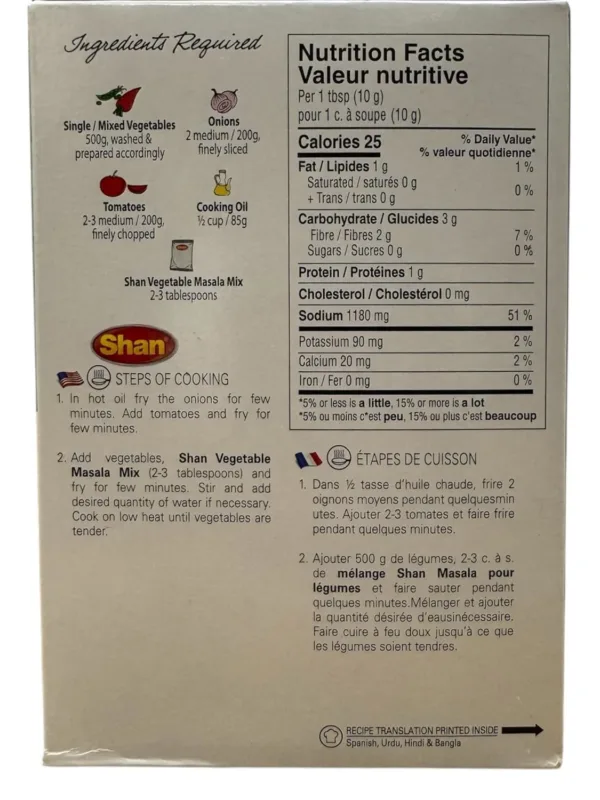 Ingredients Required
Single / Mixed Vegetables
500g, washed &
prepared accordingly
Onions
2 medium / 200g,
finely sliced
Tomatoes
2-3 medium / 200g,
finely chopped
Cooking Oil
½ cup / 85g
Shan Vegetable Masala Mix
2-3 tablespoons
Shan
STEPS OF COOKING
1. In hot oil fry the onions for few
minutes. Add tomatoes and fry for
few minutes.
2. Add vegetables, Shan Vegetable
Masala Mix (2-3 tablespoons) and
fry for few minutes. Stir and add
desired quantity of water if necessary.
Cook on low heat until vegetables are
tender.
Nutrition Facts
Valeur nutritive
Per 1 tbsp (10 g)
pour 1 c. à soupe (10 g)
Calories 25 % Daily Value*
% valeur quotidienne*
Fat / Lipides 1 g 1 %
Saturated / saturés 0 g
+ Trans / trans 0 g 0 %
Carbohydrate / Glucides 3 g
Fibre / Fibres 2 g 7 %
Sugars / Sucres 0 g 0 %
Protein / Protéines 1 g
Cholesterol / Cholestérol 0 mg
Sodium 1180 mg 51 %
Potassium 90 mg 2 %
Calcium 20 mg 2 %
Iron / Fer 0 mg 0 %
*5% or less is a little, 15% or more is a lot
*5% ou moins c*est peu, 15% ou plus c'est beaucoup
ÉTAPES DE CUISSON
1. Dans ½ tasse d'huile chaude, frire 2
oignons moyens pendant quelquesmin
utes. Ajouter 2-3 tomates et faire frire
pendant quelques minutes.
2. Ajouter 500 g de légumes, 2-3 c. à s.
de mélange Shan Masala pour
légumes et faire sauter pendant
quelques minutes.Mélanger et ajouter
la quantité désirée d'eausinécessaire.
Faire cuire à feu doux jusqu'à ce que
les légumes soient tendres.
RECIPE TRANSLATION PRINTED INSIDE
Spanish, Urdu, Hindi & Bangla